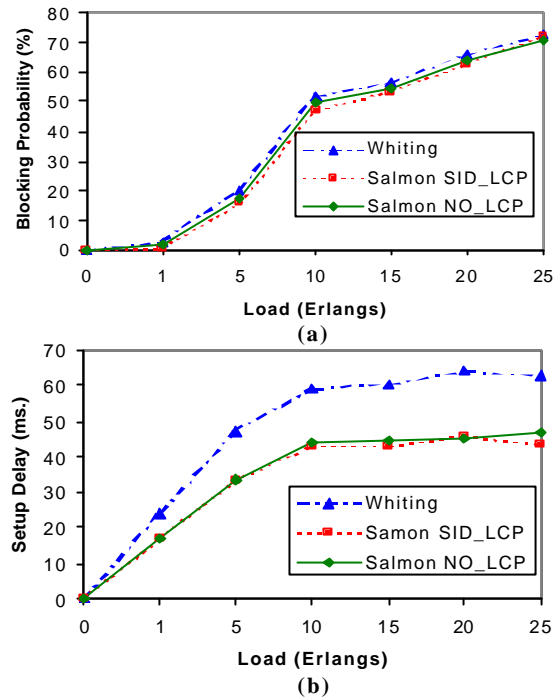 80
70
60
50
40
30
20
10
0
Blocking Probability (%)
Whiting
Salmon SID_LCP
Salmon NO_LCP
0 1 5 10 15 20 25
Load (Erlangs)
(a)
70
60
50
40
30
20
10
0
Setup Delay (ms.)
Whiting
Samon SID_LCP
Salmon NO_LCP
0 1 5 10 15 20 25
Load (Erlangs)
(b)